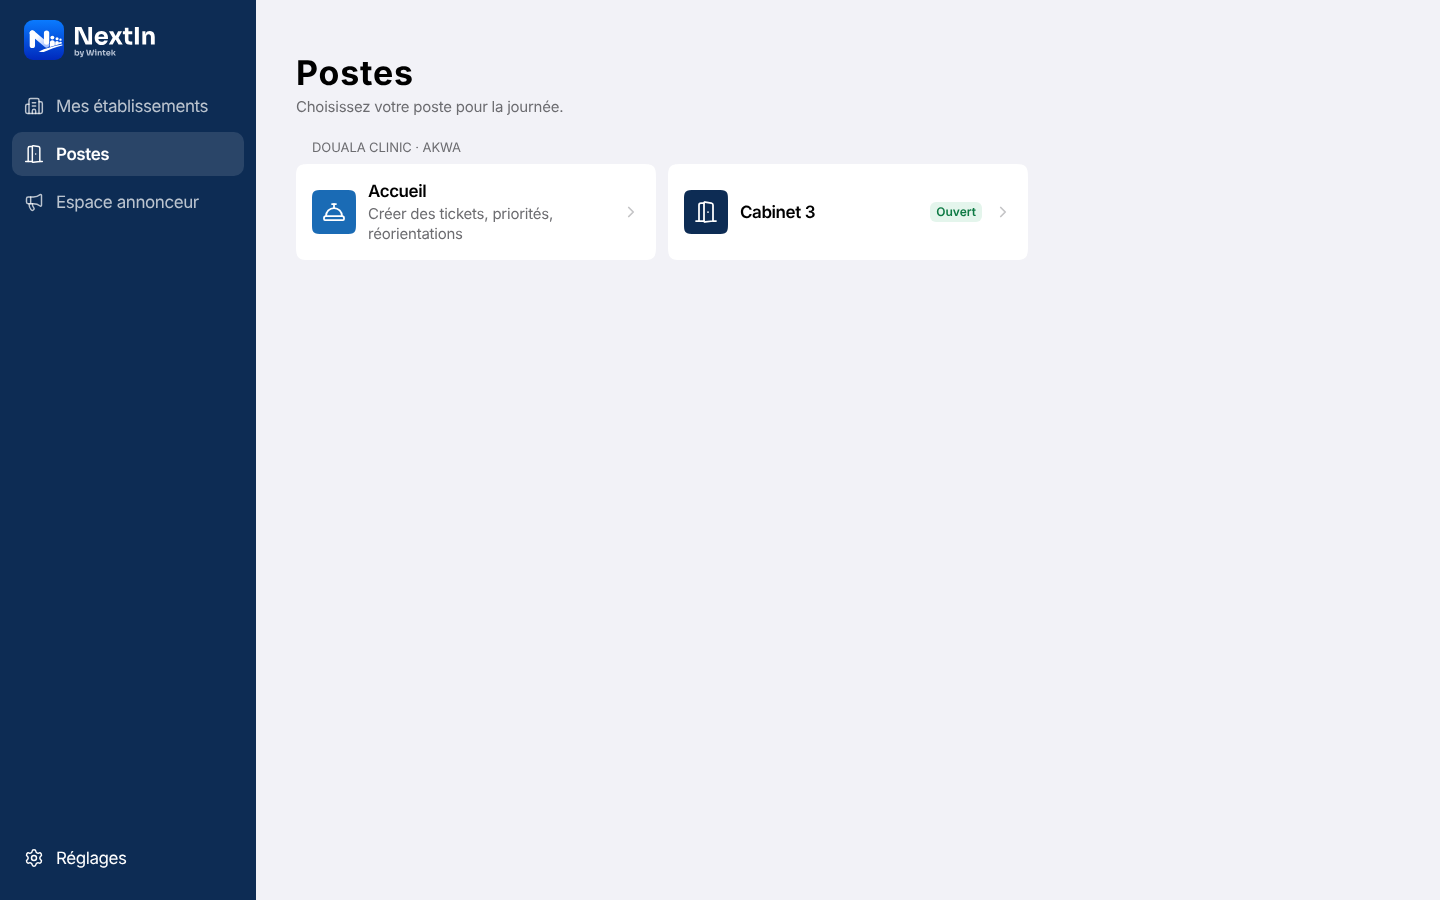 NextIn
by Wintek
Mes établissements
Postes
Espace annonceur
Réglages
Postes
Choisissez votre poste pour la journée.
DOUALA CLINIC · AKWA
Accueil
Créer des tickets, priorités,
réorientations
Cabinet 3
Ouvert